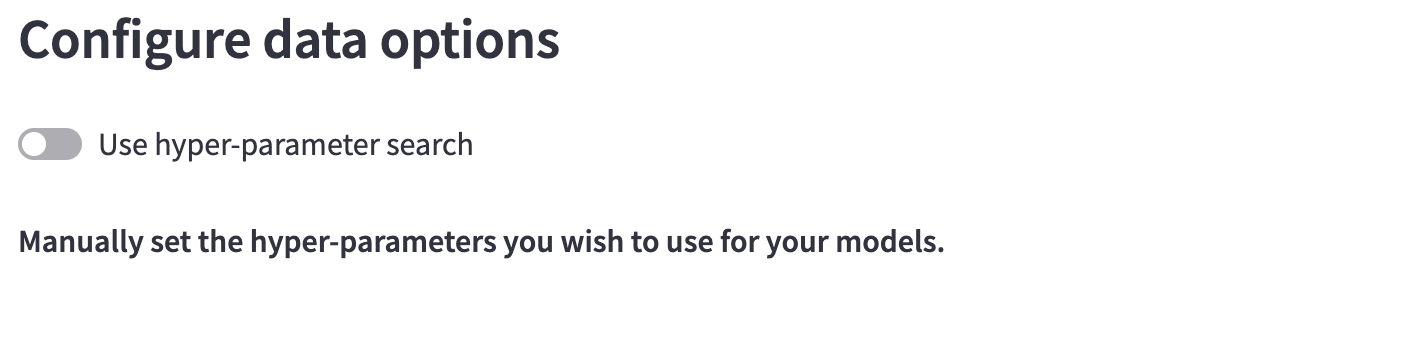 Configure data options
Use hyper-parameter search
Manually set the hyper-parameters you wish to use for your models.